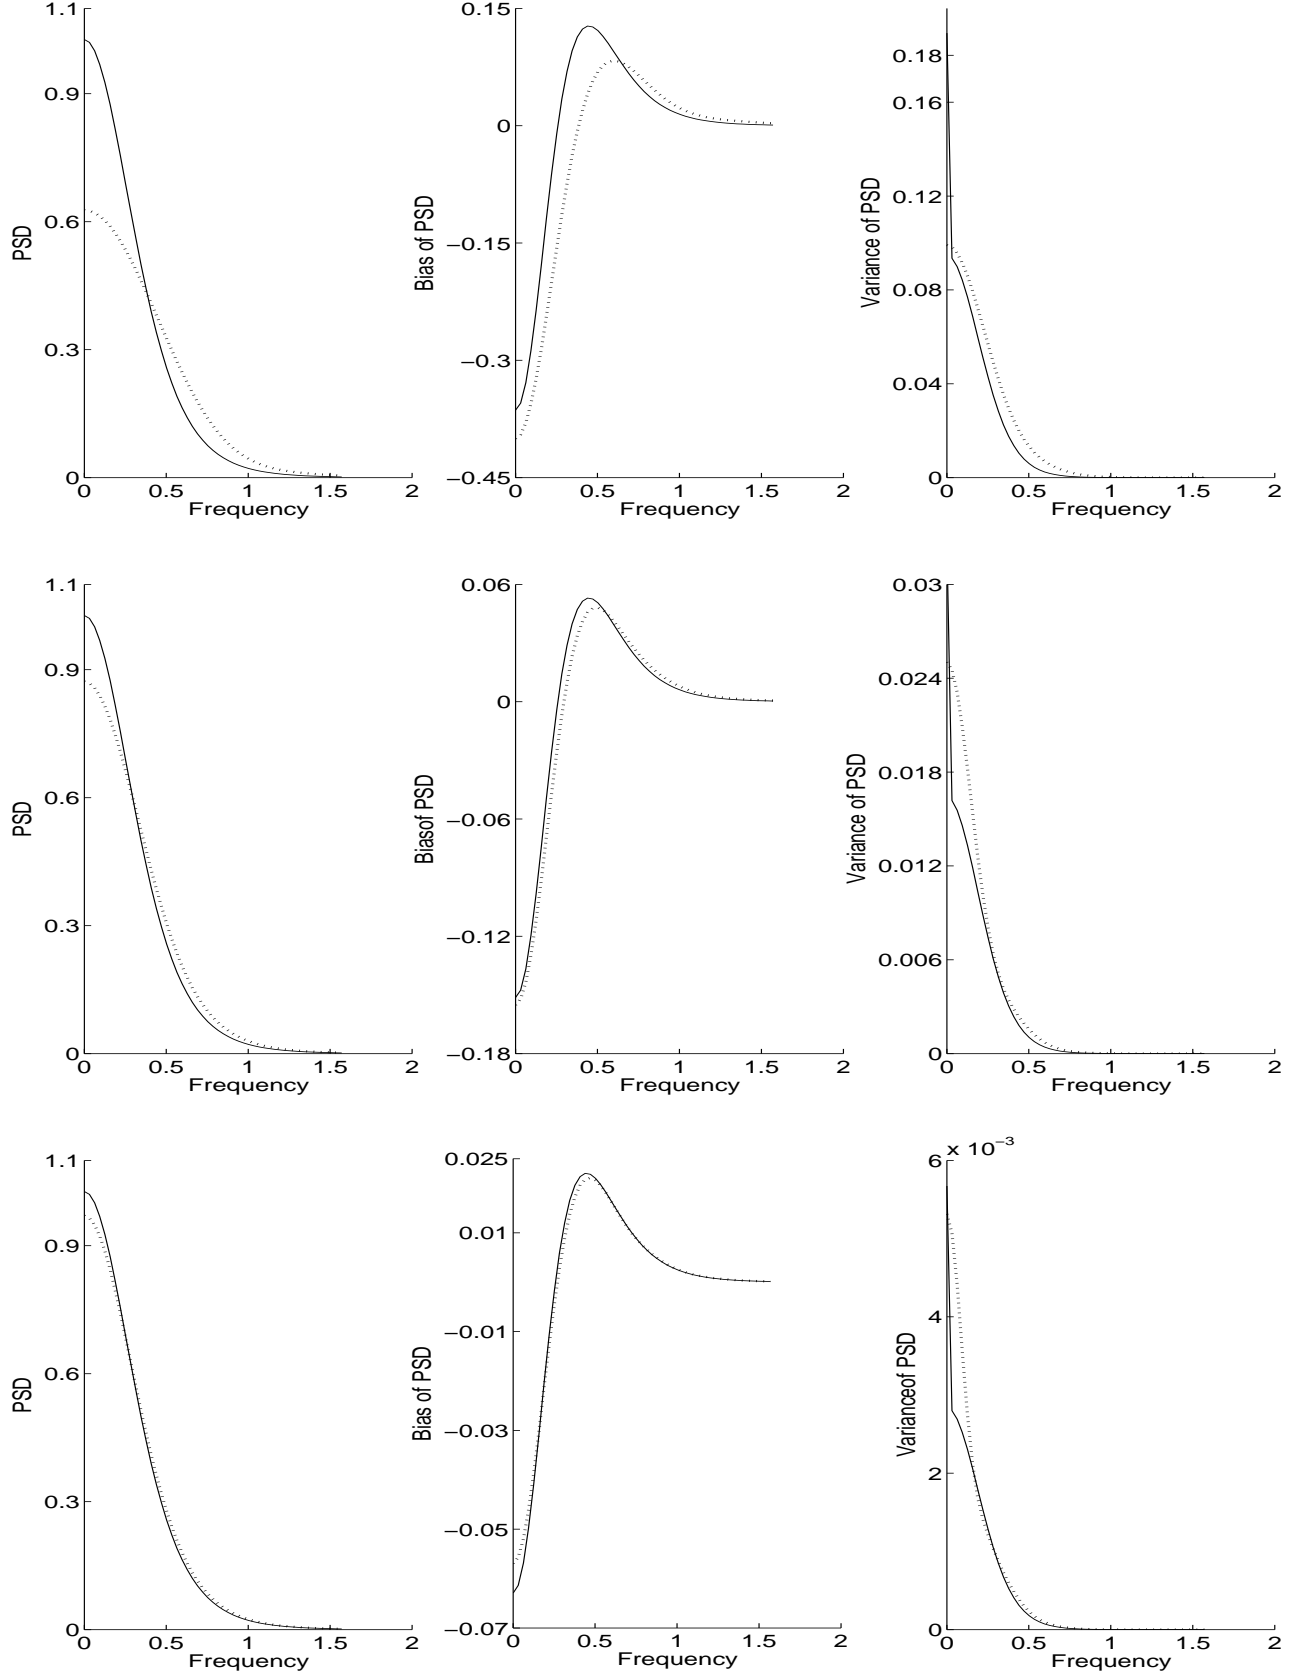 1.1
0.9
0.6
0.3
0
0 0.5 1 1.5 2
Frequency
PSD
0.15
0
−0.15
−0.3
−0.45
0 0.5 1 1.5 2
Frequency
Bias of PSD
0.18
0.16
0.12
0.08
0.04
0
0 0.5 1 1.5 2
Frequency
Variance of PSD
1.1
0.9
0.6
0.3
0
0 0.5 1 1.5 2
Frequency
PSD
0.06
0
−0.06
−0.12
−0.18
0 0.5 1 1.5 2
Frequency
Biasof PSD
0.03
0.024
0.018
0.012
0.006
0
0 0.5 1 1.5 2
Frequency
Variance of PSD
1.1
0.9
0.6
0.3
0
0 0.5 1 1.5 2
Frequency
PSD
0.025
0.01
−0.01
−0.03
−0.05
−0.07
0 0.5 1 1.5 2
Frequency
Bias of PSD
x 10⁻³
6
4
2
0
0 0.5 1 1.5 2
Frequency
Varianceof PSD